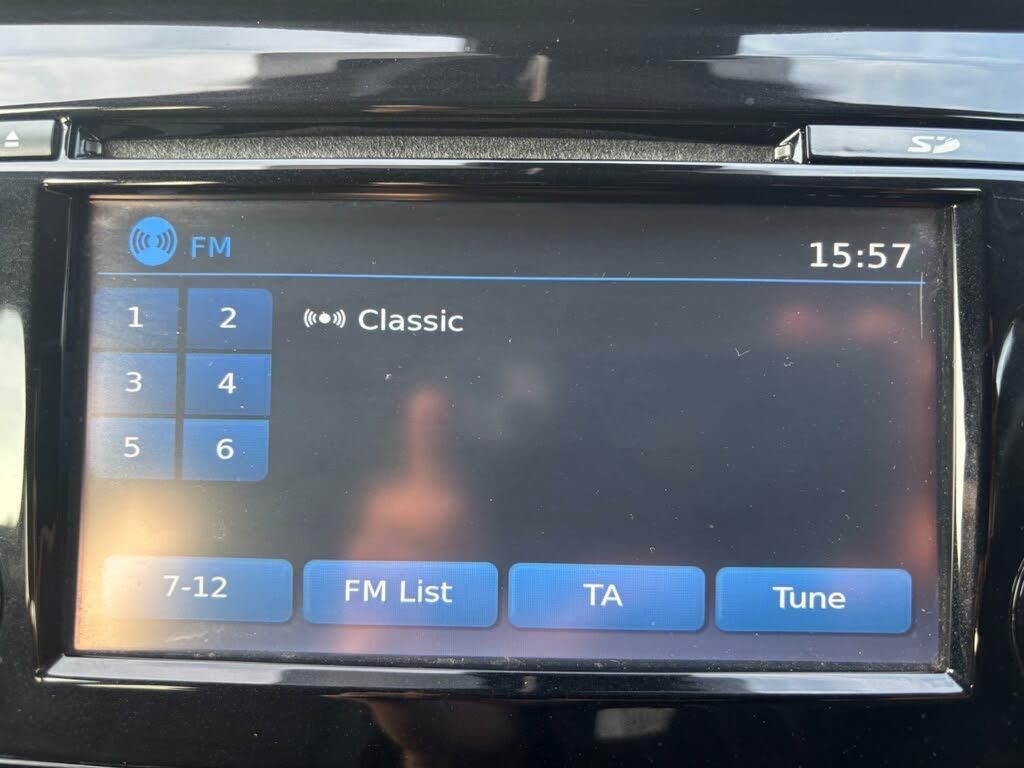 SD
FM
15:57
1 2
Classic
3 4
5 6
7-12 FM List TA Tune